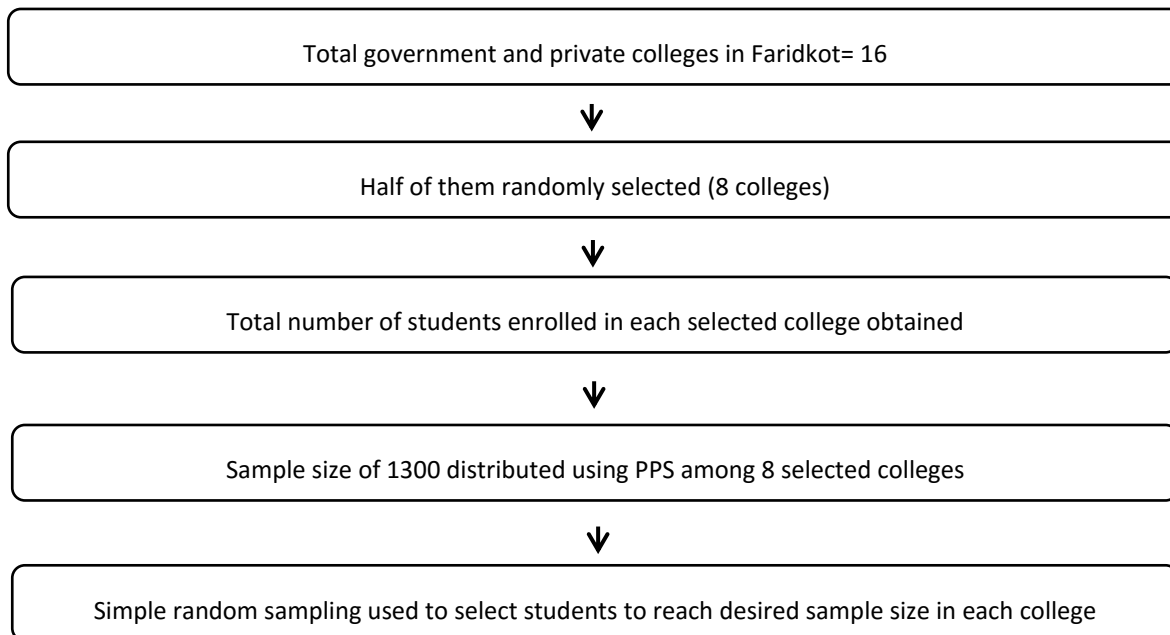 Total government and private colleges in Faridkot= 16
Half of them randomly selected (8 colleges)
Total number of students enrolled in each selected college obtained
Sample size of 1300 distributed using PPS among 8 selected colleges
Simple random sampling used to select students to reach desired sample size in each college